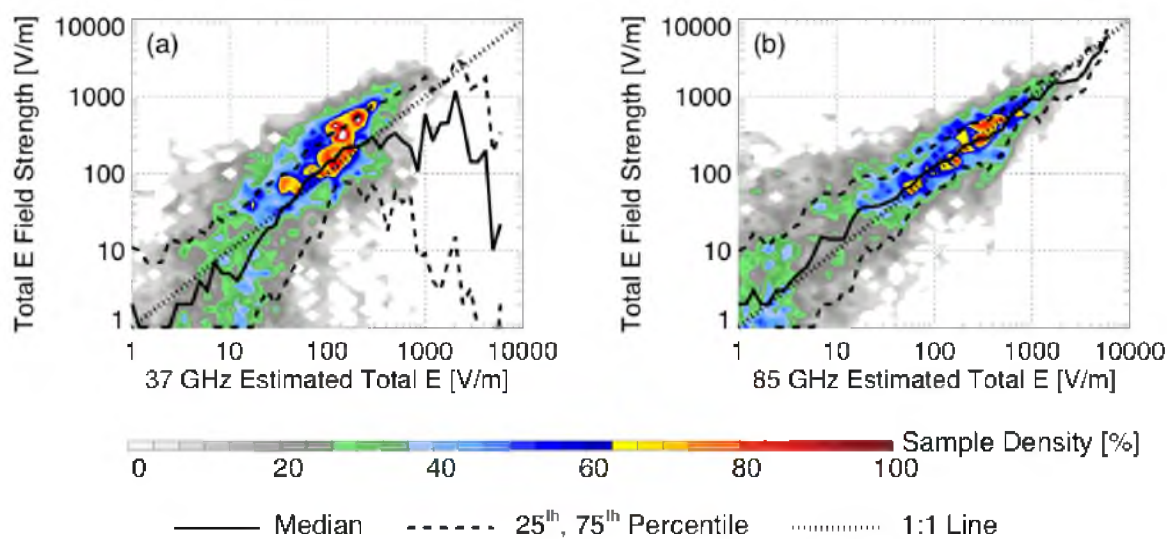 10000
1000
100
10
1
Total E Field Strength [V/m]
(a)
1 10 100 1000 10000
37 GHz Estimated Total E [V/m]
10000
1000
100
10
1
Total E Field Strength [V/m]
(b)
1 10 100 1000 10000
85 GHz Estimated Total E [V/m]
0 20 40 60 80 100
Sample Density [%]
Median 25th, 75th Percentile 1:1 Line